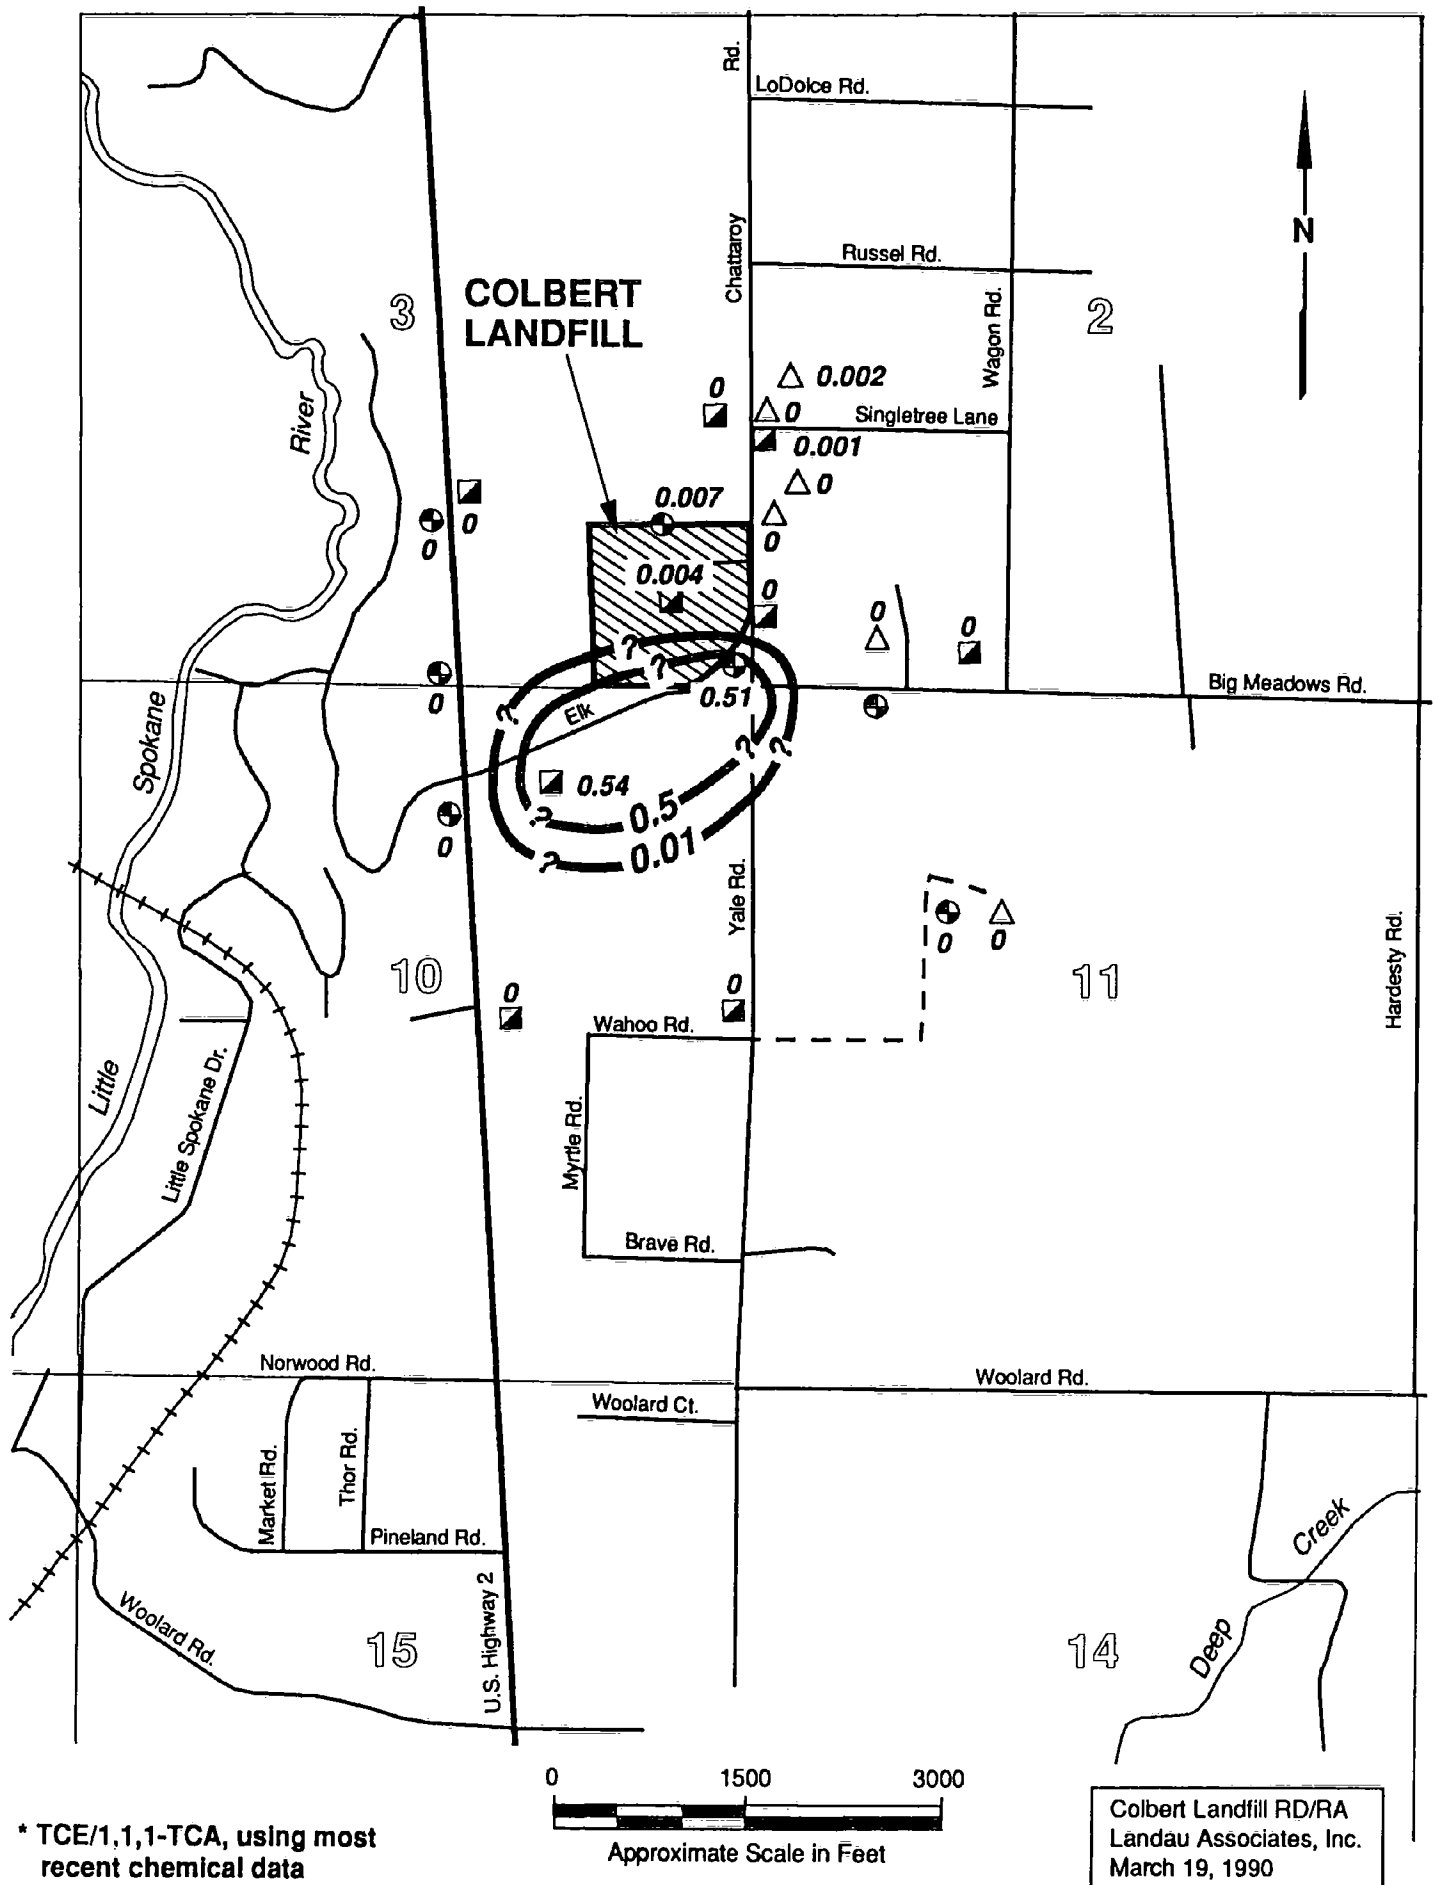 Rd.
LoDolce Rd.
Chattaroy
Russel Rd.
N
COLBERT
LANDFILL
3
2
Wagon Rd.
River
0
0.002
0
Singletree Lane
0.001
0
0.007
0
0
0
0.004
0
0
0
0
?
?
0.51
Big Meadows Rd.
Elk
?
?
?
Spokane
0.54
?
0.5
0
?
0.01
Yale Rd.
0
0
Hardesty Rd.
10
11
0
0
Wahoo Rd.
Little
Little Spokane Dr.
Myrtle Rd.
Brave Rd.
Norwood Rd.
Woolard Rd.
Woolard Ct.
Market Rd.
Thor Rd.
Pineland Rd.
Creek
Woolard Rd.
U.S. Highway 2
Deep
15
14
0 1500 3000
Approximate Scale in Feet
* TCE/1,1,1-TCA, using most
recent chemical data
Colbert Landfill RD/RA
Landau Associates, Inc.
March 19, 1990